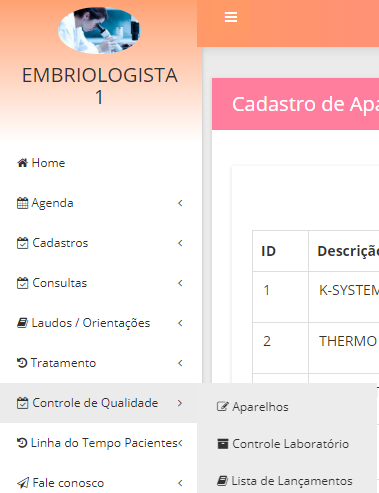 EMBRIOLOGISTA
1
Home
Agenda
Cadastros
Consultas
Laudos / Orientações
Tratamento
Controle de Qualidade
Linha do Tempo Pacientes
Fale conosco
Aparelhos
Controle Laboratório
Lista de Lançamentos
Cadastro de Apa
ID Descrição
1 K-SYSTEM
2 THERMO